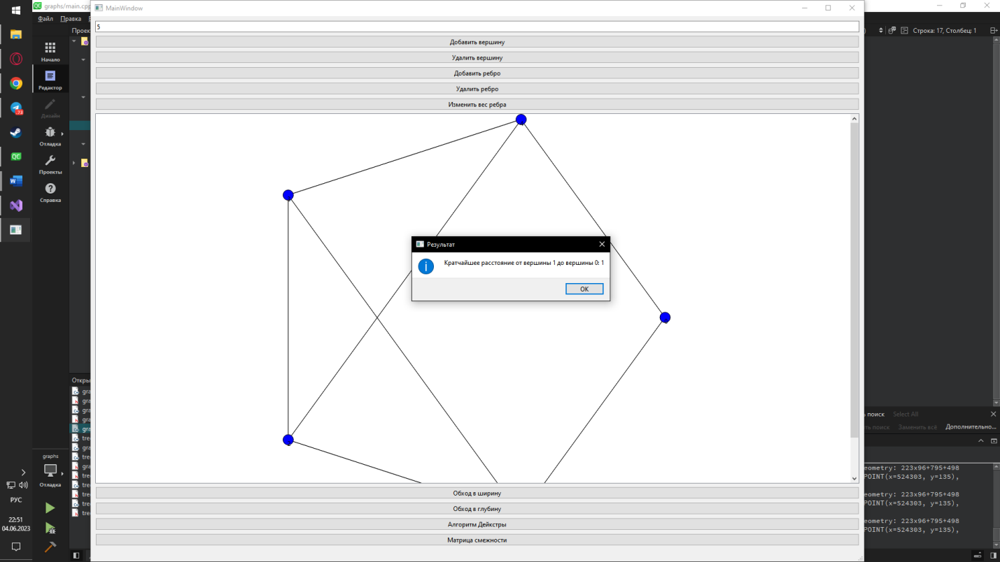 graphs/main.cpp
MainWindow
Файл Правка
Проек
5
Строка: 17, Столбец: 1
Добавить вершину
Удалить вершину
Добавить ребро
Удалить ребро
Изменить вес ребра
Начало
Редактор
Дизайн
Отладка
Проекты
Справка
Результат
Кратчайшее расстояние от вершины 1 до вершины 0: 1
OK
Откры
gra
gra
gra
gra
gra
tre
gra
tre
gra
tre
tre
tre
tre
tre
поиск Select All
ть поиск Заменить всё Дополнительно...
graphs
Отладка
eometry: 223x96+795+498
POINT(x=524303, y=135),
eometry: 223x96+795+498
POINT(x=524303, y=135),
eometry: 223x96+795+498
POINT(x=524303, y=135),
Обход в ширину
Обход в глубину
Алгоритм Дейкстры
Матрица смежности
РУС
22:51
04.06.2023